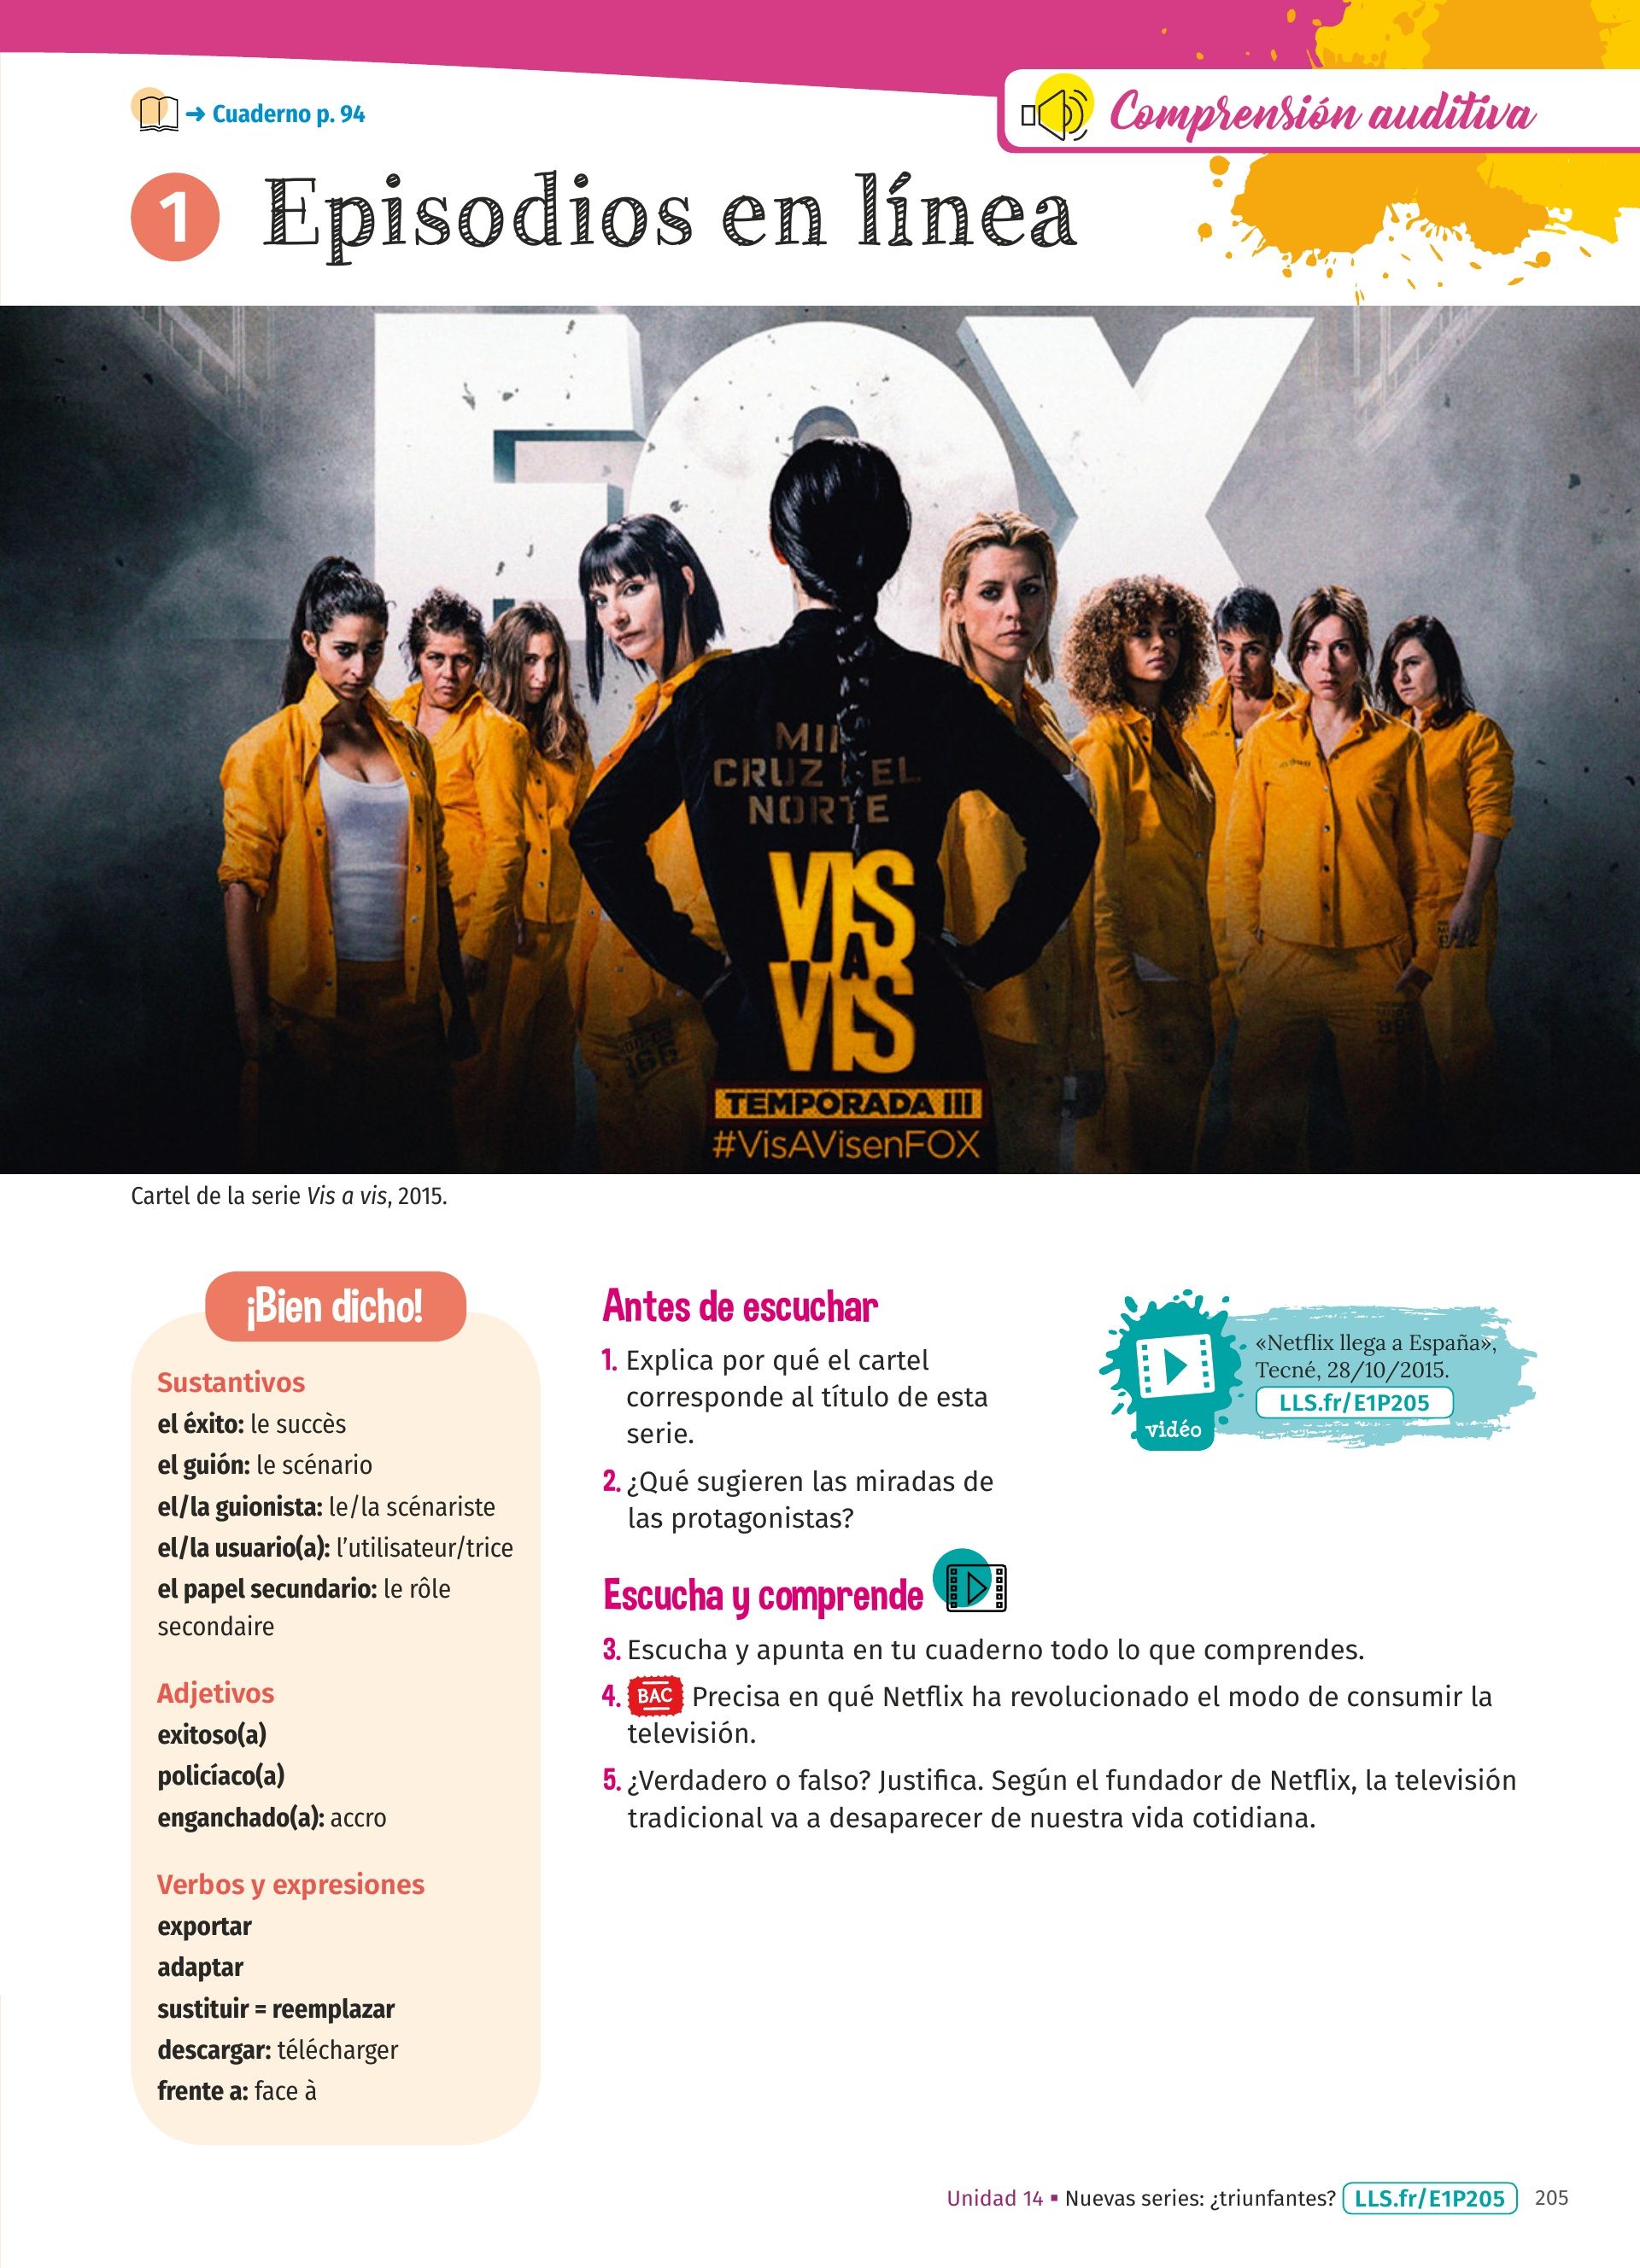 → Cuaderno p. 94
Comprensión auditiva
1 Episodios en línea
FOX
CRUZ DEL
NORTE
VIS
A
VIS
TEMPORADA III
#VisAVisenFOX
Cartel de la serie Vis a vis, 2015.
¡Bien dicho!
Sustantivos
el éxito: le succès
el guión: le scénario
el/la guionista: le/la scénariste
el/la usuario(a): l'utilisateur/trice
el papel secundario: le rôle
secondaire
Adjetivos
exitoso(a)
policíaco(a)
enganchado(a): accro
Verbos y expresiones
exportar
adaptar
sustituir = reemplazar
descargar: télécharger
frente a: face à
Antes de escuchar
1. Explica por qué el cartel
corresponde al título de esta
serie.
2. ¿Qué sugieren las miradas de
las protagonistas?
vidéo
«Netflix llega a España»,
Tecné, 28/10/2015.
LLS.fr/E1P205
Escucha y comprende
3. Escucha y apunta en tu cuaderno todo lo que comprendes.
4. BAC Precisa en qué Netflix ha revolucionado el modo de consumir la
televisión.
5. ¿Verdadero o falso? Justifica. Según el fundador de Netflix, la televisión
tradicional va a desaparecer de nuestra vida cotidiana.
Unidad 14 ▪ Nuevas series: ¿triunfantes? LLS.fr/E1P205 205